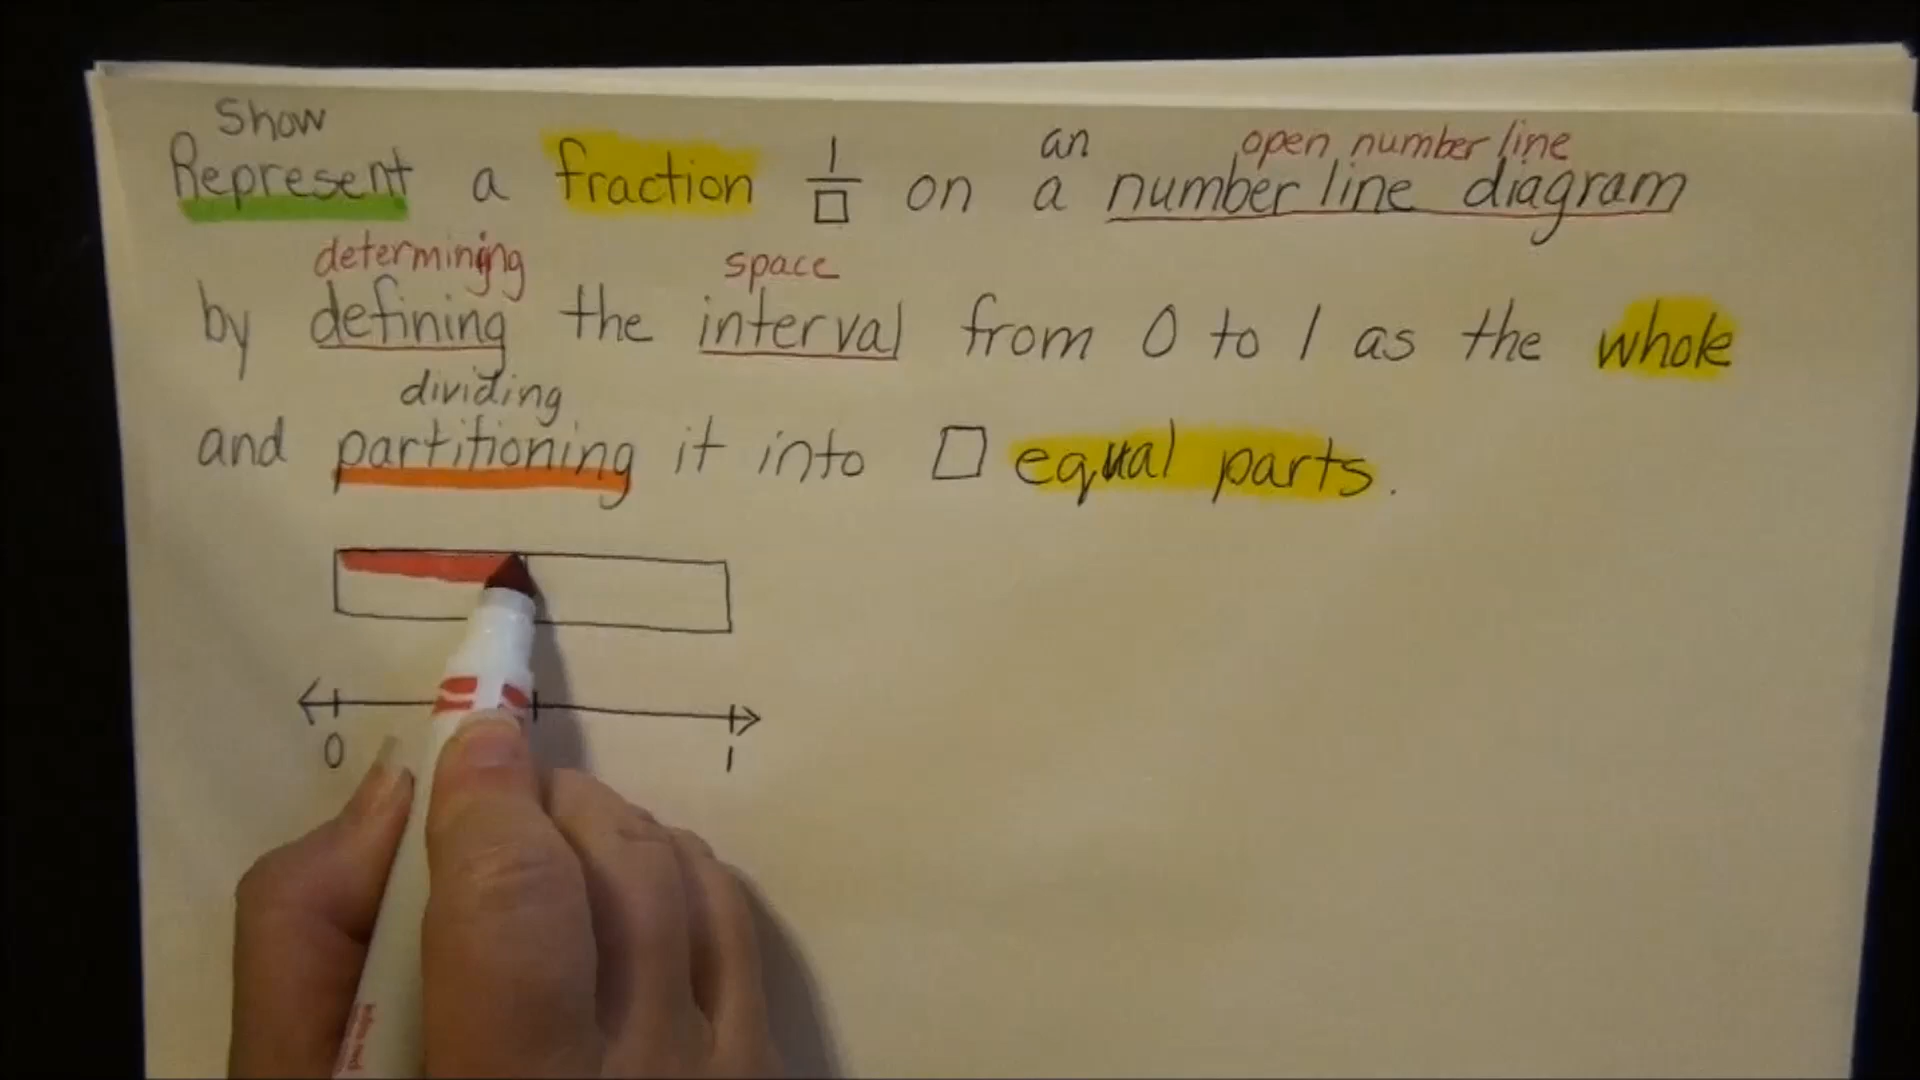 Show
an open number line
Represent a fraction 1/□ on a number line diagram
determining space
by defining the interval from 0 to 1 as the whole
dividing
and partitioning it into □ equal parts.
0 1